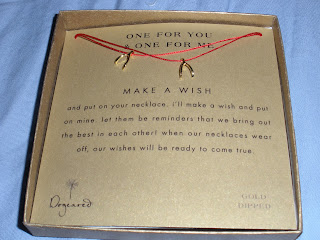 ONE FOR YOU
& ONE FOR ME
MAKE A WISH
and put on your necklace. i'll make a wish and put
on mine. let them be reminders that we bring out
the best in each other! when our necklaces wear
off, our wishes will be ready to come true.
Dogeared
GOLD
DIPPED